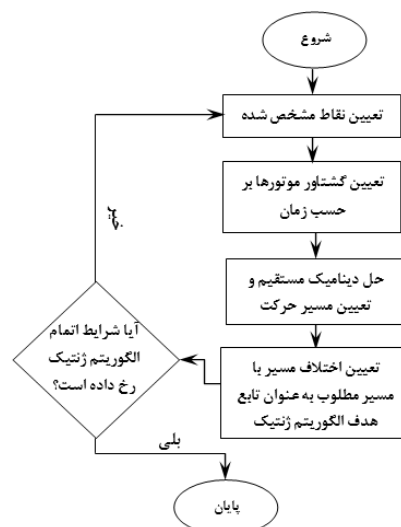 شروع
تعیین نقاط مشخص شده
تعیین گشتاور موتورها بر
حسب زمان
حل دینامیک مستقیم و
تعیین مسیر حرکت
تعیین اختلاف مسیر با
مسیر مطلوب به عنوان تابع
هدف الگوریتم ژنتیک
آیا شرایط اتمام
الگوریتم ژنتیک
رخ داده است؟
خیر
بلی
پایان